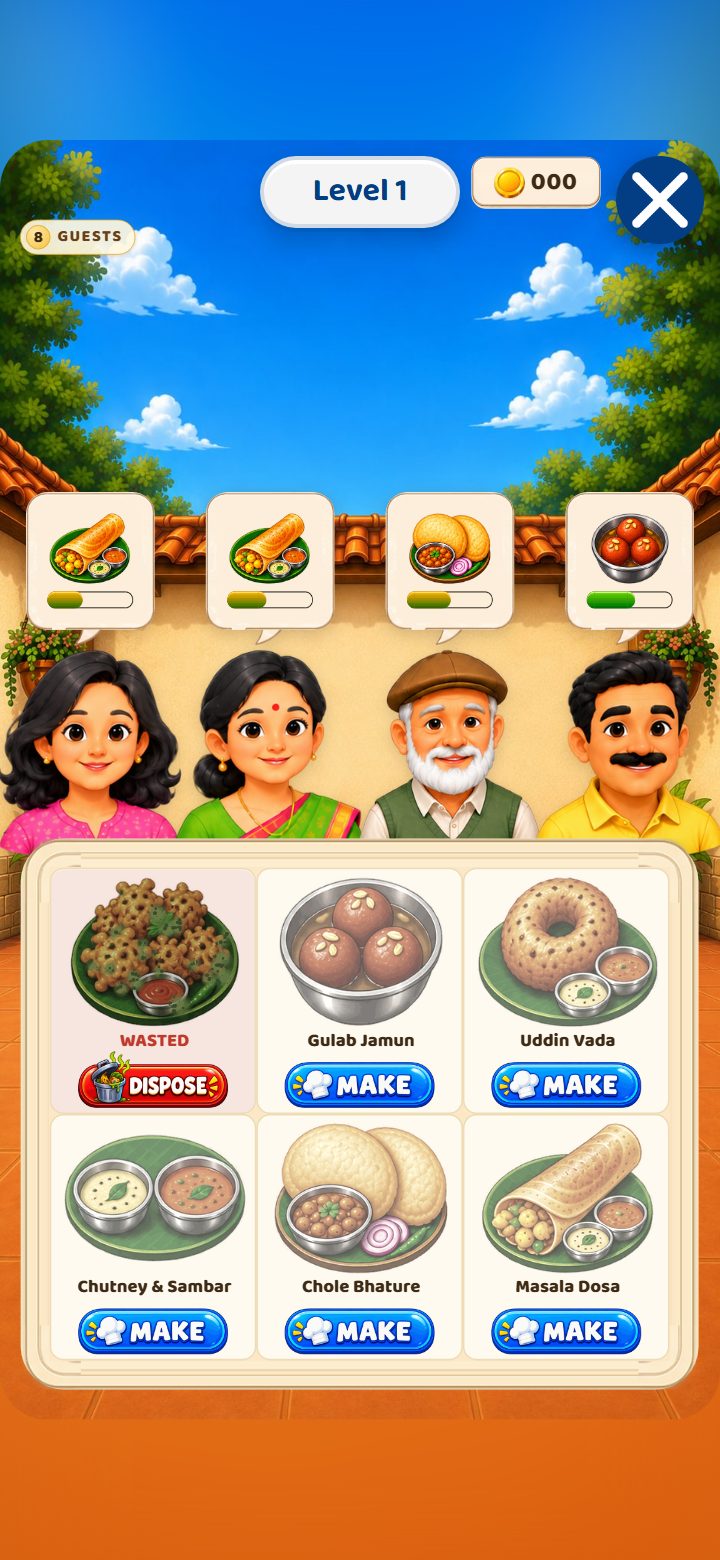 Level 1
000
8 GUESTS
WASTED
DISPOSE
Gulab Jamun
MAKE
Uddin Vada
MAKE
Chutney & Sambar
MAKE
Chole Bhature
MAKE
Masala Dosa
MAKE